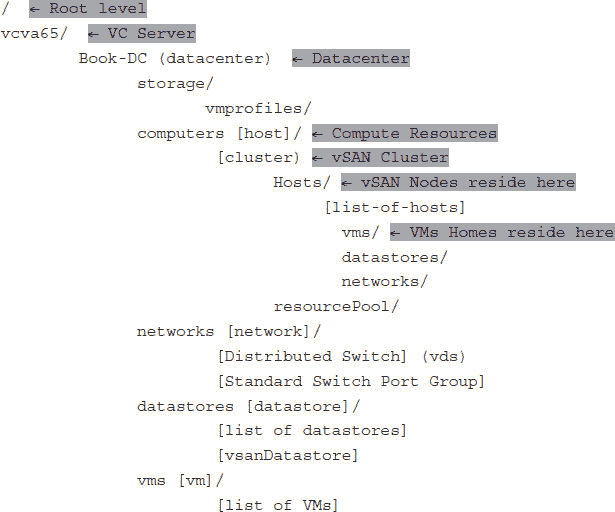 / ← Root level
vcva65/ ← VC Server
Book-DC (datacenter) ← Datacenter
storage/
vmprofiles/
computers [host]/ ← Compute Resources
[cluster) ← vSAN Cluster
Hosts/ ← vSAN Nodes reside here
[list-of-hosts]
vms/ ← VMs Homes reside here
datastores/
networks/
resourcePool/
networks [network]/
[Distributed Switch] (vds)
[Standard Switch Port Group]
datastores [datastore]/
[list of datastores]
[vsanDatastore]
vms [vm]/
[list of VMs]